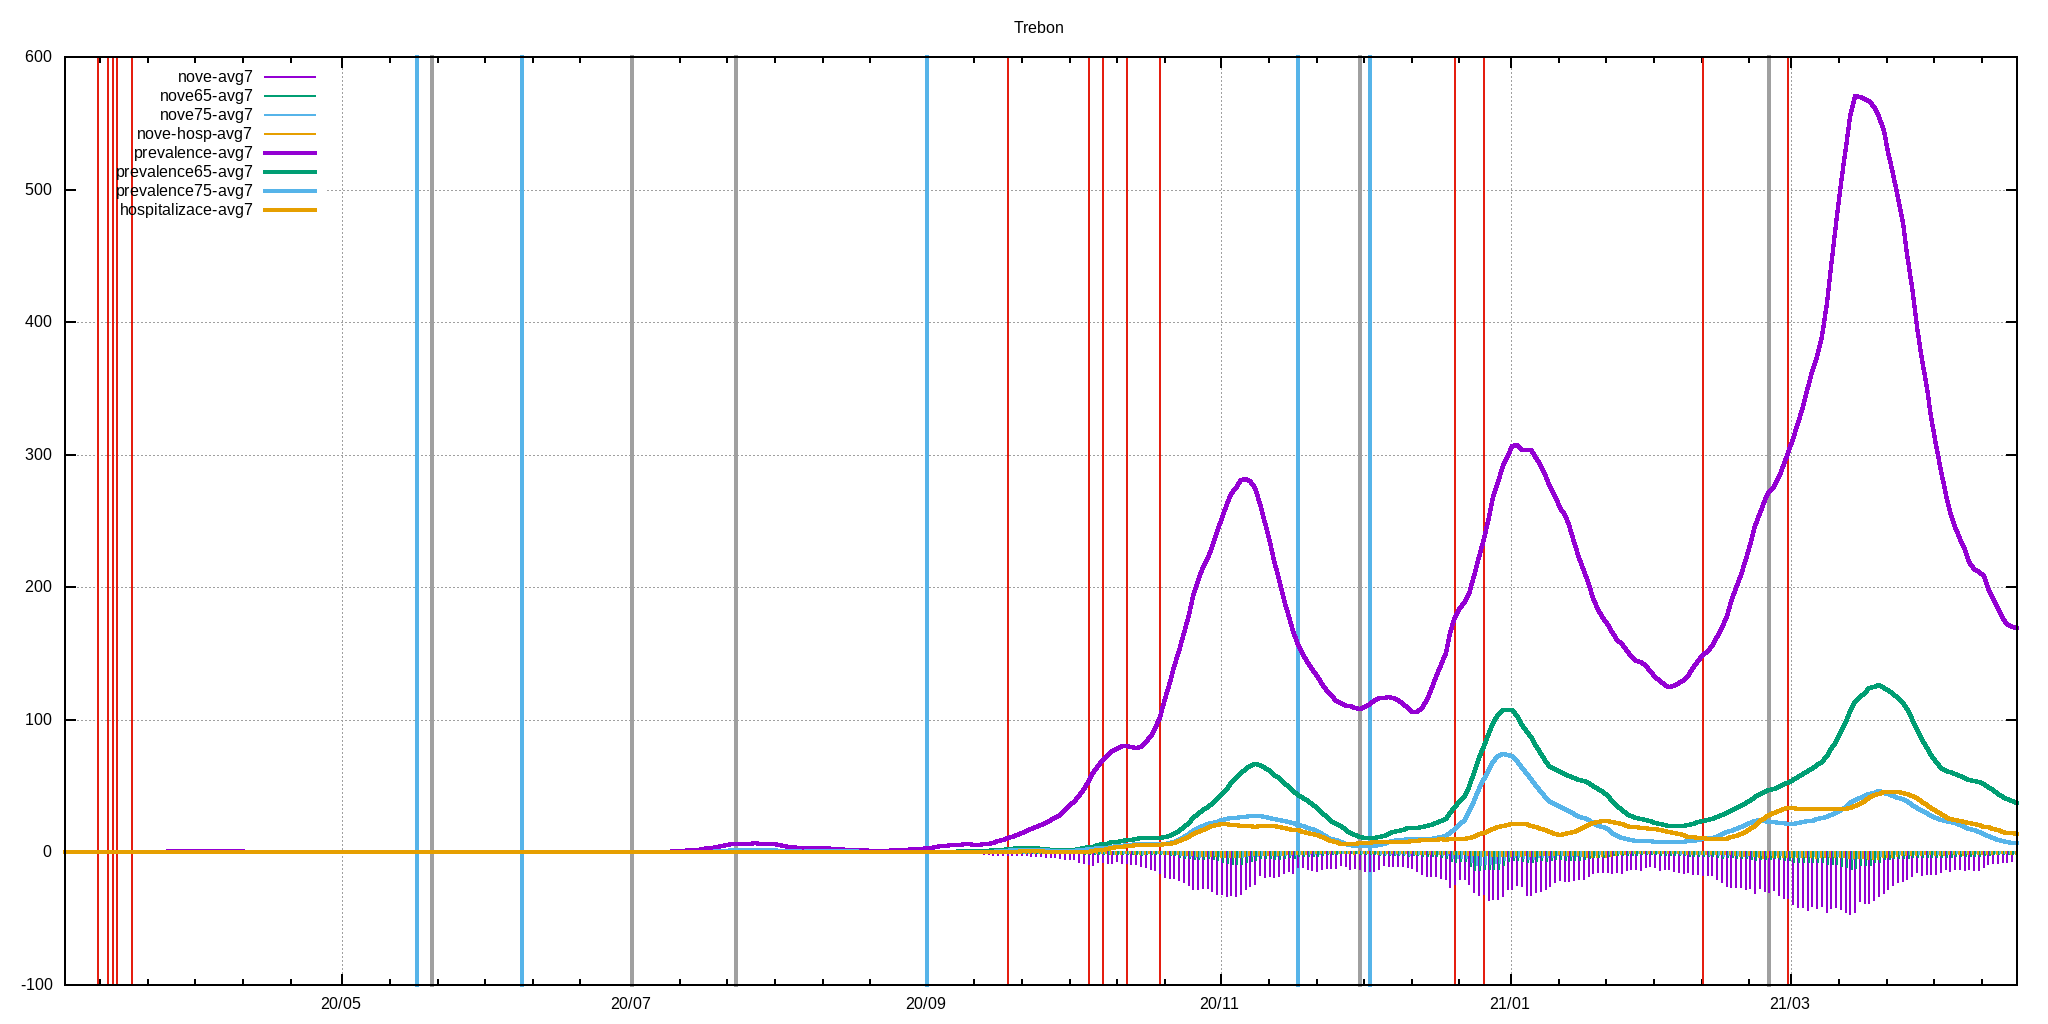 Trebon
600
500
400
300
200
100
0
-100
nove-avg7
nove65-avg7
nove75-avg7
nove-hosp-avg7
prevalence-avg7
prevalence65-avg7
prevalence75-avg7
hospitalizace-avg7
20/05 20/07 20/09 20/11 21/01 21/03